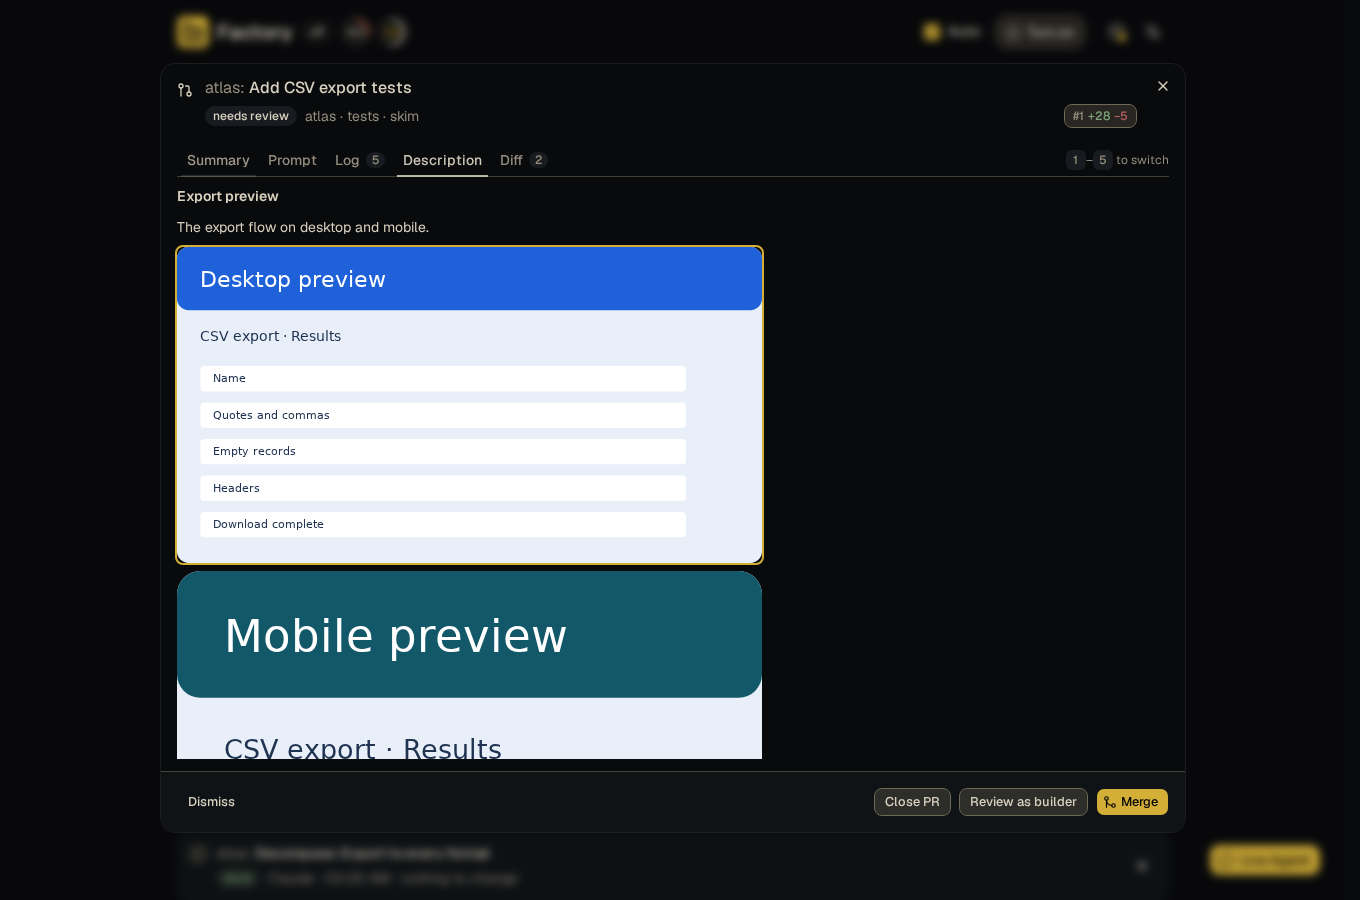 Factory
atlas: Add CSV export tests
needs review atlas · tests · skim
#1 +28 −5
Summary Prompt Log 5 Description Diff 2
1–5 to switch
Export preview
The export flow on desktop and mobile.
Desktop preview
CSV export · Results
Name
Quotes and commas
Empty records
Headers
Download complete
Mobile preview
CSV export · Results
Dismiss
Close PR
Review as builder
Merge